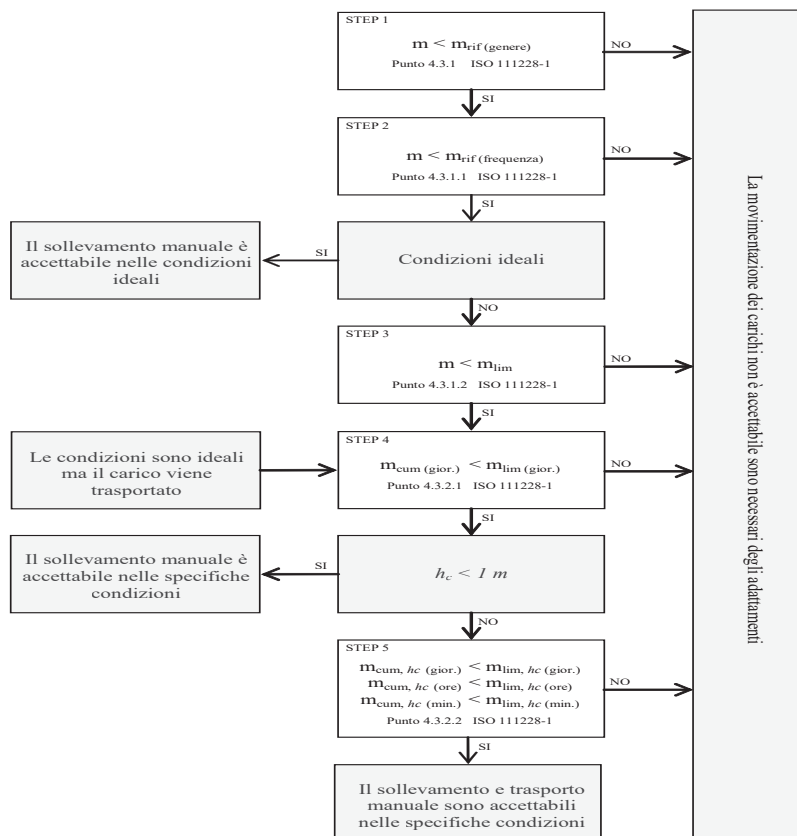 STEP 1
m < mrif (genere)
Punto 4.3.1 ISO 111228-1
NO
SI
STEP 2
m < mrif (frequenza)
Punto 4.3.1.1 ISO 111228-1
NO
SI
Il sollevamento manuale è
accettabile nelle condizioni
ideali
SI
Condizioni ideali
NO
STEP 3
m < mlim
Punto 4.3.1.2 ISO 111228-1
NO
SI
Le condizioni sono ideali
ma il carico viene
trasportato
STEP 4
mcum (gior.) < mlim (gior.)
Punto 4.3.2.1 ISO 111228-1
NO
SI
Il sollevamento manuale è
accettabile nelle specifiche
condizioni
SI
hc < 1 m
NO
STEP 5
mcum, hc (gior.) < mlim, hc (gior.)
mcum, hc (ore) < mlim, hc (ore)
mcum, hc (min.) < mlim, hc (min.)
Punto 4.3.2.2 ISO 111228-1
NO
SI
Il sollevamento e trasporto
manuale sono accettabili
nelle specifiche condizioni
La movimentazione dei carichi non è accettabile sono necessari degli adattamenti